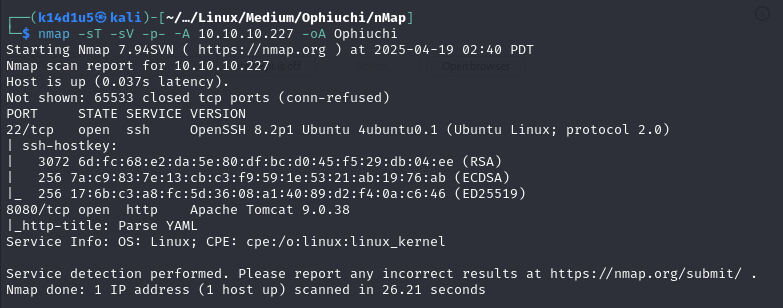 ┌──(k14d1u5㉿kali)-[~/…/Linux/Medium/Ophiuchi/nMap]
└─$ nmap -sT -sV -p- -A 10.10.10.227 -oA Ophiuchi
Starting Nmap 7.94SVN ( https://nmap.org ) at 2025-04-19 02:40 PDT
Nmap scan report for 10.10.10.227
Host is up (0.037s latency).
Not shown: 65533 closed tcp ports (conn-refused)
PORT     STATE SERVICE VERSION
22/tcp   open  ssh     OpenSSH 8.2p1 Ubuntu 4ubuntu0.1 (Ubuntu Linux; protocol 2.0)
| ssh-hostkey:
|   3072 6d:fc:68:e2:da:5e:80:df:bc:d0:45:f5:29:db:04:ee (RSA)
|   256 7a:c9:83:7e:13:cb:c3:f9:59:1e:53:21:ab:19:76:ab (ECDSA)
|_  256 17:6b:c3:a8:fc:5d:36:08:a1:40:89:d2:f4:0a:c6:46 (ED25519)
8080/tcp open  http    Apache Tomcat 9.0.38
|_http-title: Parse YAML
Service Info: OS: Linux; CPE: cpe:/o:linux:linux_kernel

Service detection performed. Please report any incorrect results at https://nmap.org/submit/ .
Nmap done: 1 IP address (1 host up) scanned in 26.21 seconds